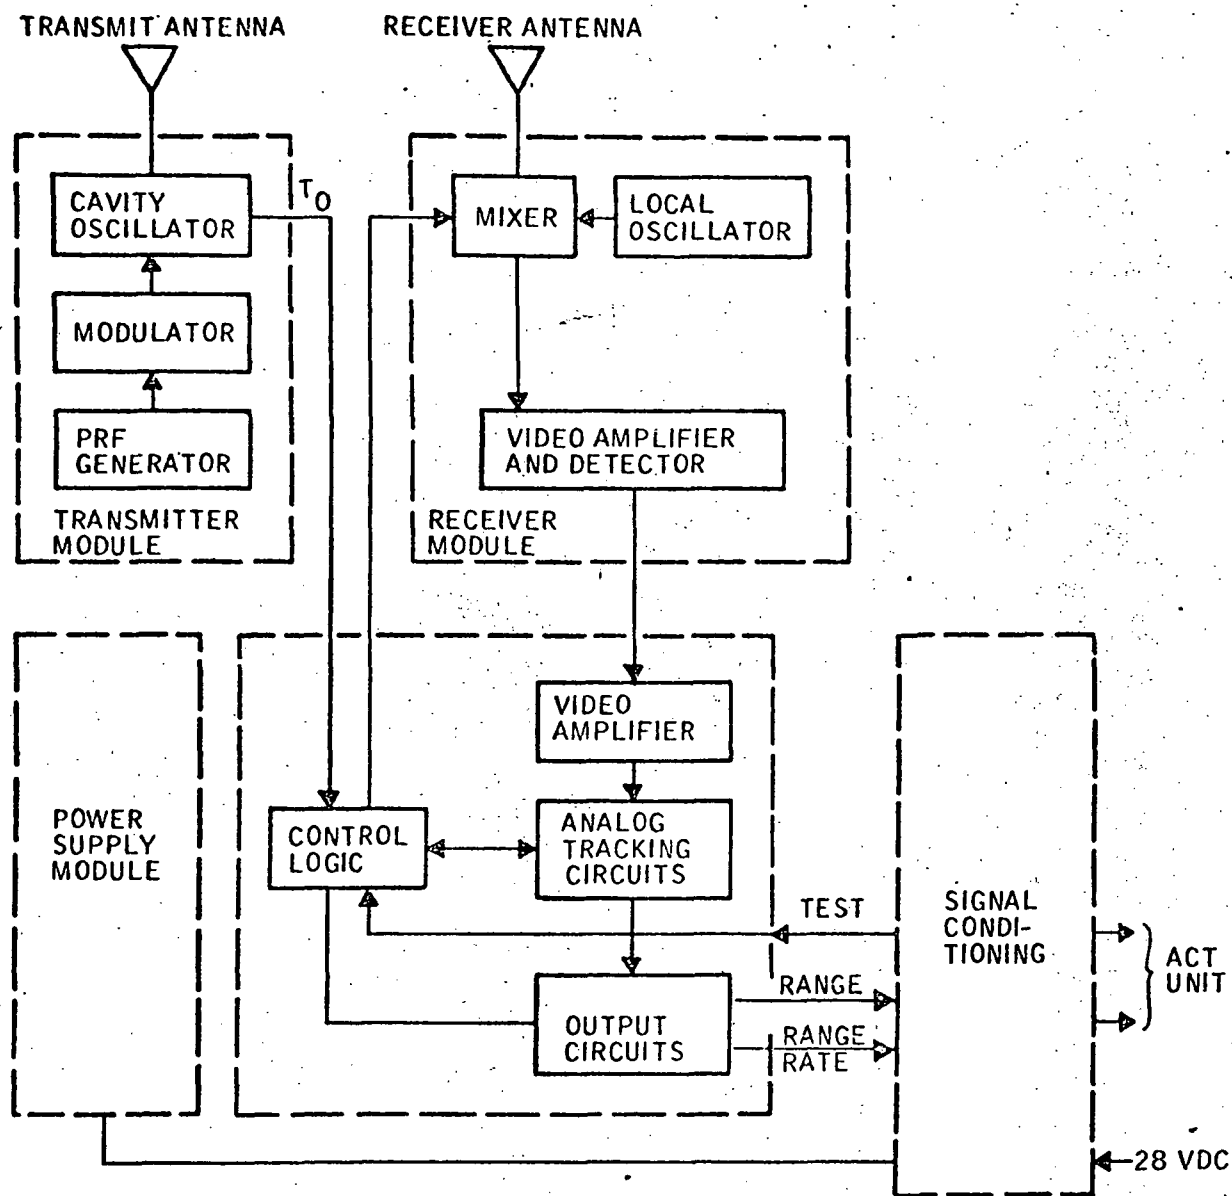 TRANSMIT ANTENNA
RECEIVER ANTENNA
CAVITY
OSCILLATOR
T0
MIXER
LOCAL
OSCILLATOR
MODULATOR
PRF
GENERATOR
VIDEO AMPLIFIER
AND DETECTOR
TRANSMITTER
MODULE
RECEIVER
MODULE
VIDEO
AMPLIFIER
POWER
SUPPLY
MODULE
CONTROL
LOGIC
ANALOG
TRACKING
CIRCUITS
TEST
SIGNAL
CONDI-
TIONING
ACT
UNIT
RANGE
OUTPUT
CIRCUITS
RANGE
RATE
28 VDC